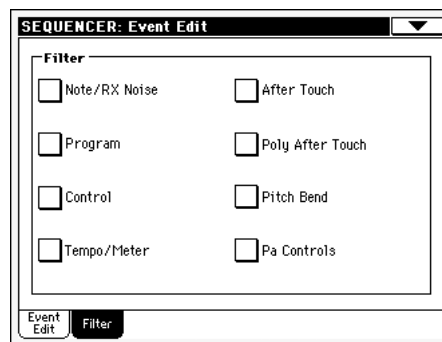 SEQUENCER: Event Edit
Filter
Note/RX Noise
After Touch
Program
Poly After Touch
Control
Pitch Bend
Tempo/Meter
Pa Controls
Event
Edit
Filter